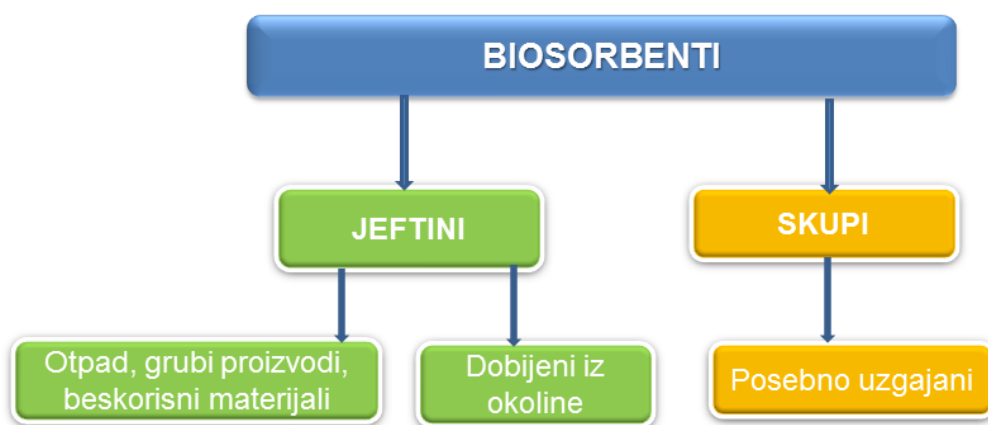 BIOSORBENTI
JEFTINI
SKUPI
Otpad, grubi proizvodi,
beskorisni materijali
Dobijeni iz
okoline
Posebno uzgajani